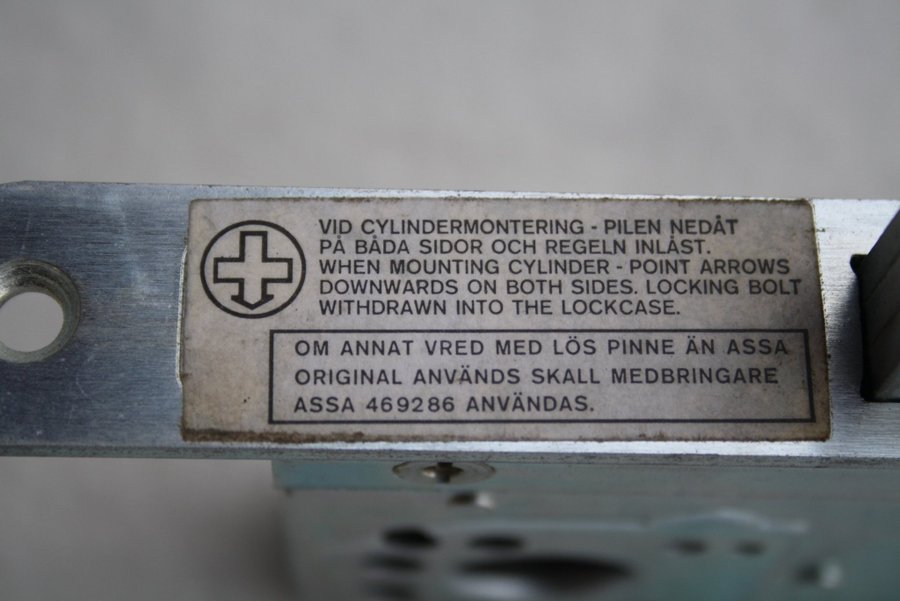 VID CYLINDERMONTERING - PILEN NEDÅT
PÅ BÅDA SIDOR OCH REGELN INLÅST.
WHEN MOUNTING CYLINDER - POINT ARROWS
DOWNWARDS ON BOTH SIDES. LOCKING BOLT
WITHDRAWN INTO THE LOCKCASE.
OM ANNAT VRED MED LÖS PINNE ÄN ASSA
ORIGINAL ANVÄNDS SKALL MEDBRINGARE
ASSA 469286 ANVÄNDAS.